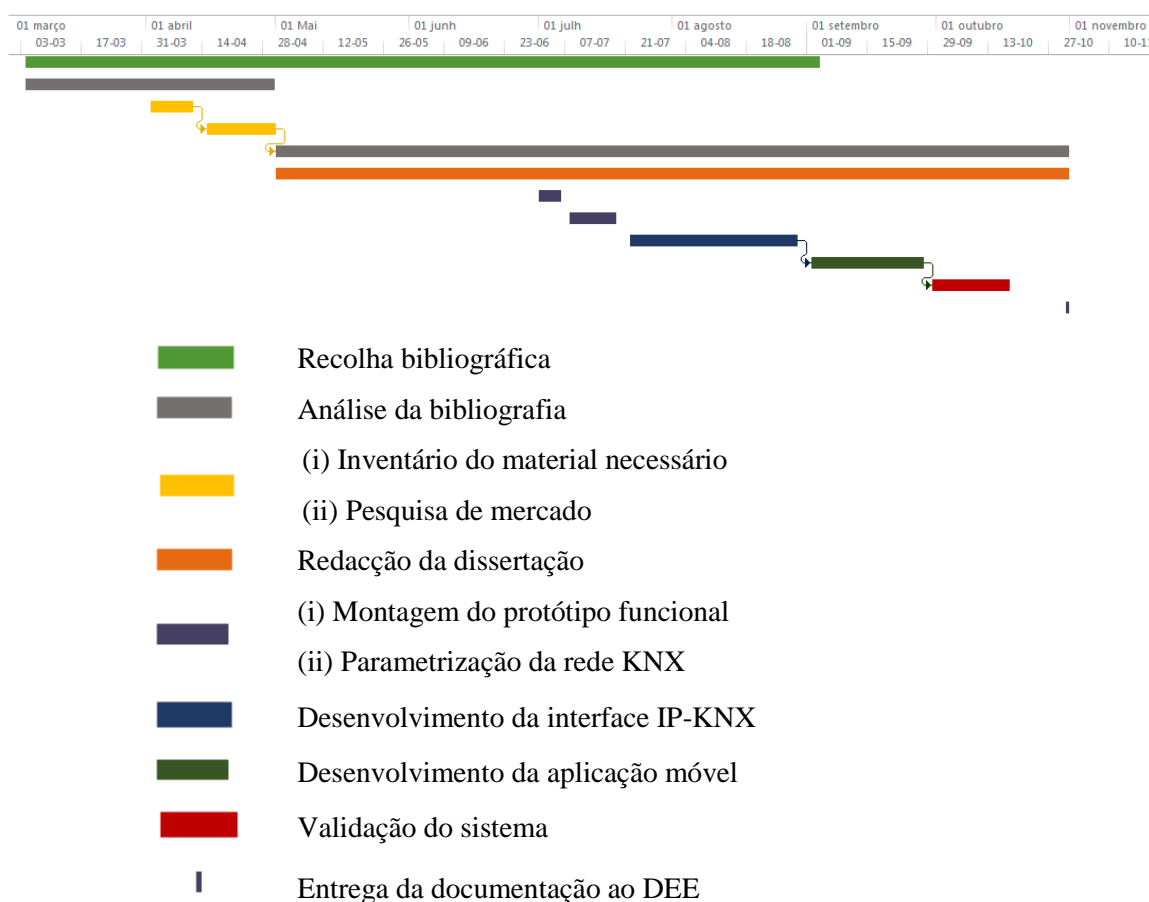 01 março 01 abril 01 Mai 01 junh 01 julh 01 agosto 01 setembro 01 outubro 01 novembro
03-03 17-03 31-03 14-04 28-04 12-05 26-05 09-06 23-06 07-07 21-07 04-08 18-08 01-09 15-09 29-09 13-10 27-10 10-11
Recolha bibliográfica
Análise da bibliografia
(i) Inventário do material necessário
(ii) Pesquisa de mercado
Redacção da dissertação
(i) Montagem do protótipo funcional
(ii) Parametrização da rede KNX
Desenvolvimento da interface IP-KNX
Desenvolvimento da aplicação móvel
Validação do sistema
Entrega da documentação ao DEE